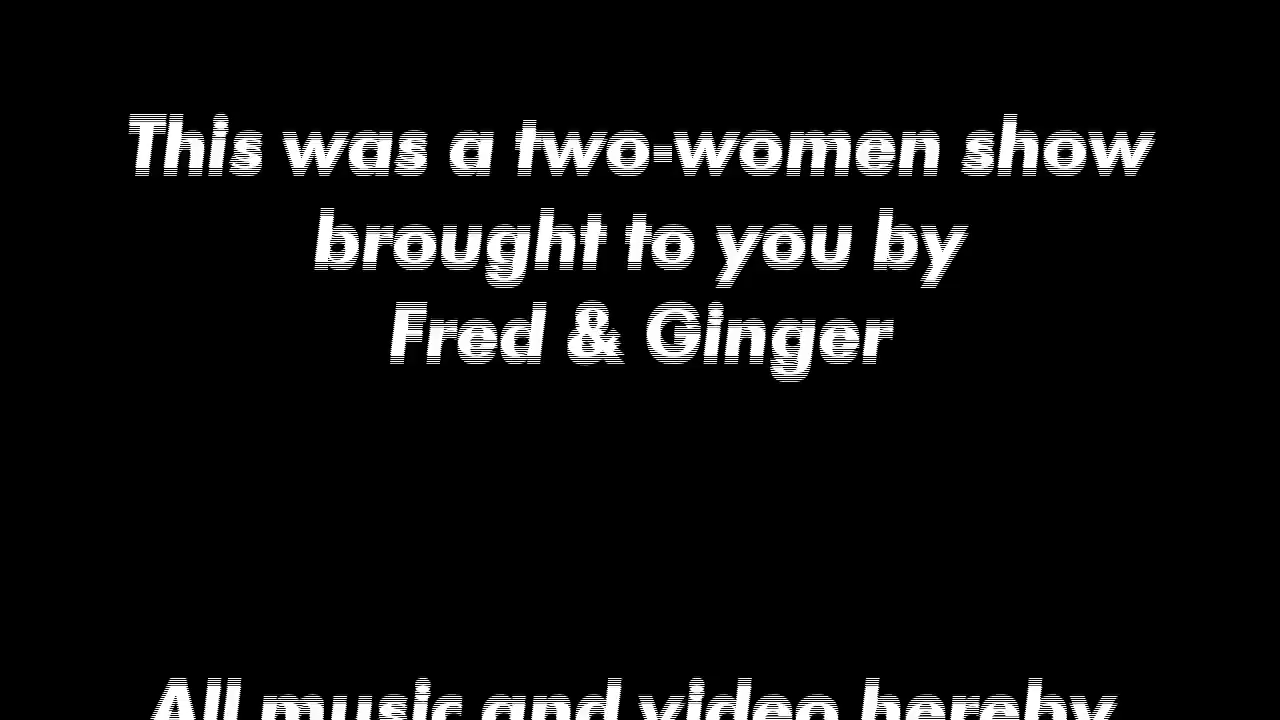 This was a two-women show
brought to you by
Fred & Ginger
All music and video hereby